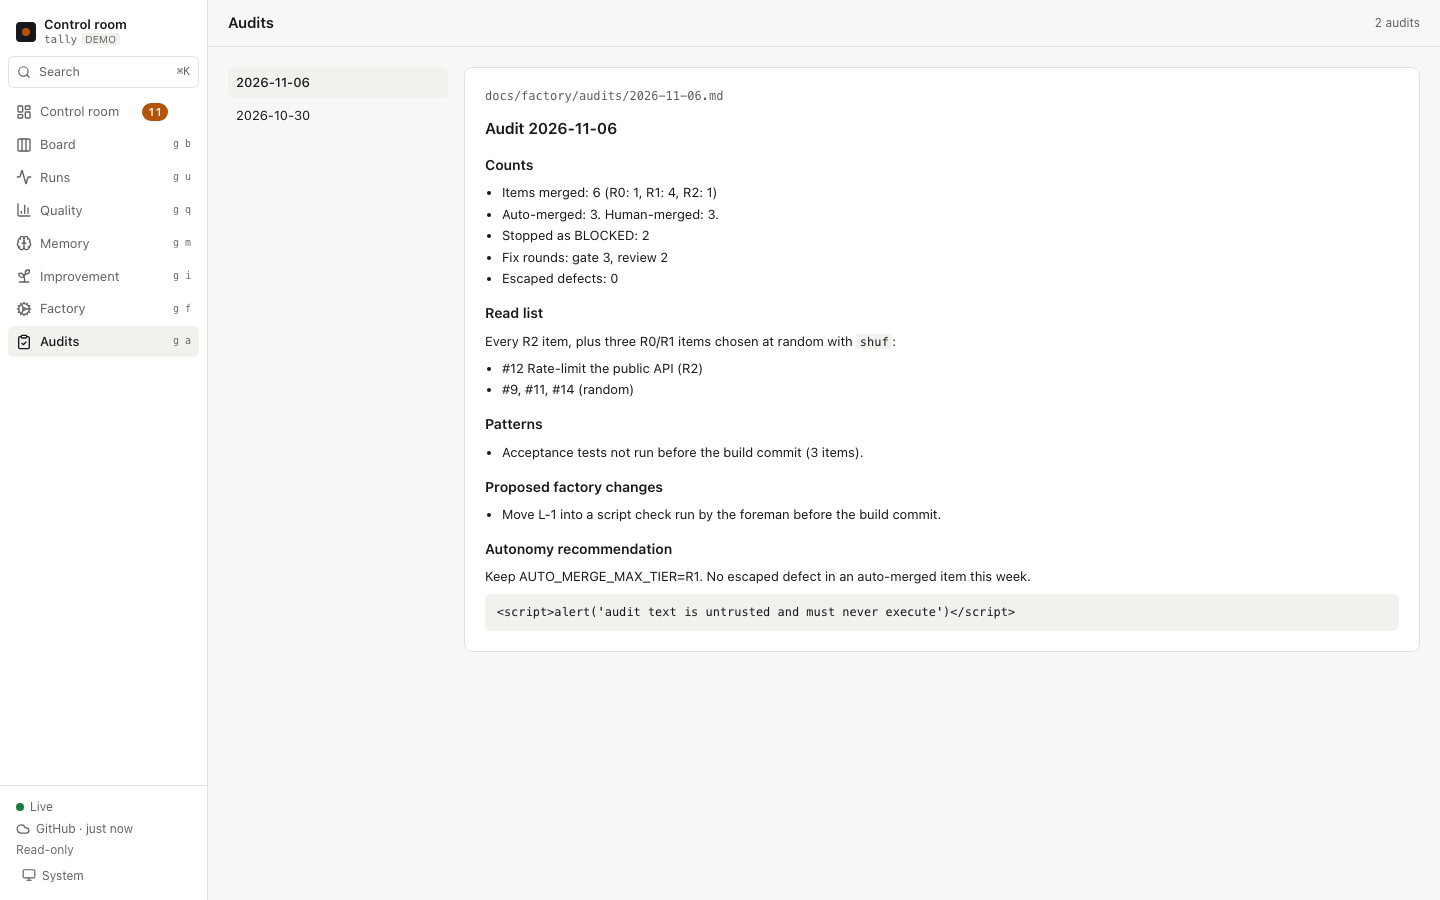 Control room
tally DEMO
Search ⌘K
Control room 11
Board g b
Runs g u
Quality g q
Memory g m
Improvement g i
Factory g f
Audits g a
Live
GitHub · just now
Read-only
System
Audits
2 audits
2026-11-06
2026-10-30
docs/factory/audits/2026-11-06.md
Audit 2026-11-06
Counts
• Items merged: 6 (R0: 1, R1: 4, R2: 1)
• Auto-merged: 3. Human-merged: 3.
• Stopped as BLOCKED: 2
• Fix rounds: gate 3, review 2
• Escaped defects: 0
Read list
Every R2 item, plus three R0/R1 items chosen at random with shuf:
• #12 Rate-limit the public API (R2)
• #9, #11, #14 (random)
Patterns
• Acceptance tests not run before the build commit (3 items).
Proposed factory changes
• Move L-1 into a script check run by the foreman before the build commit.
Autonomy recommendation
Keep AUTO_MERGE_MAX_TIER=R1. No escaped defect in an auto-merged item this week.
<script>alert('audit text is untrusted and must never execute')</script>